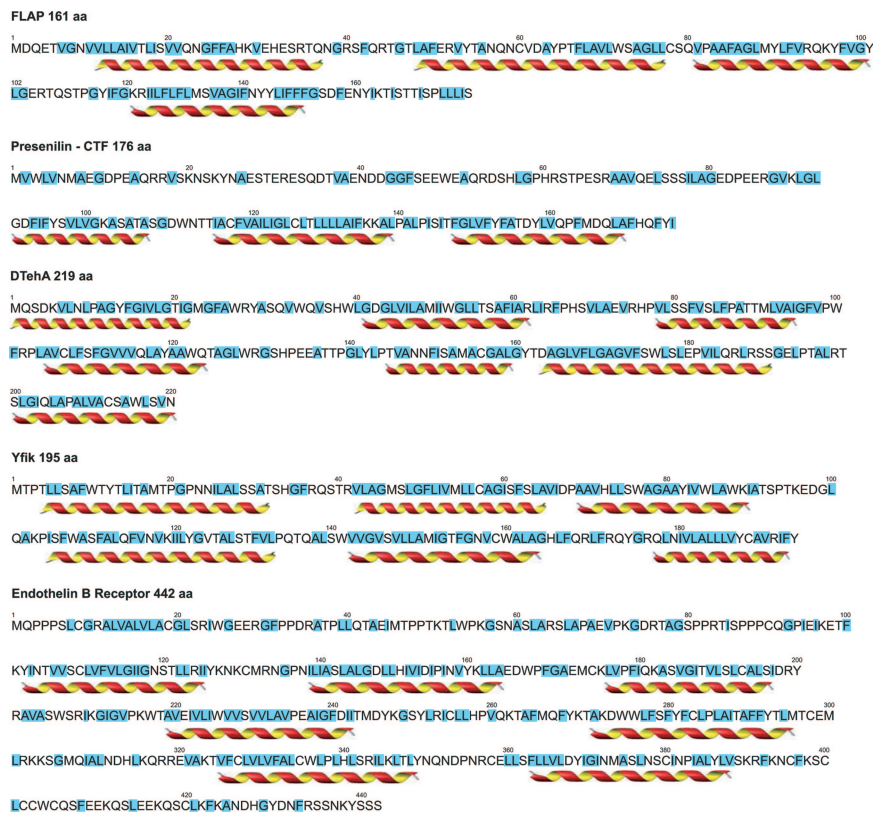 FLAP 161 aa
1 20 40 60 80 100
MDQETVGNVVLLAIVTLISVVQNGFFAHKVEHESRTQNGRSFQRTGTLAFERVYTANQNCVDAYPTFLAVLWSAGLLCSQVPAAFAGLMYLFVRQKYFVGY
102 120 140 160
LGERTQSTPGYIFGKRIILFLFLMSVAGIFNYYLIFFFGSDFENYIKTISTTISPLLLIS
Presenilin - CTF 176 aa
1 20 40 60 80
MVWLVNMAEGDPEAQRRVSKNSKYNAESTERESQDTVAENDDGGFSEEWEAQRDSHLGPHRSTPESRAAVQELSSSILAGEDPEERGVKLGL
100 120 140 160
GDFIFYSVLVGKASATASGDWNTTIACFVAILIGLCLTLLLLAIFKKALPALPISITFGLVFYFATDYLVQPFMDQLAFHQFYI
DTehA 219 aa
1 20 40 60 80 100
MQSDKVLNLPAGYFGIVLGTIGMGFAWRYASQVWQVSHWLGDGLVILAMIIWGLLTSAFIARLIRFPHSVLAEVRHPVLSSFVSLFPATTMLVAIGFVPW
120 140 160 180
FRPLAVCLFSFGVVVQLAYAAWQTAGLWRGSHPEEATTPGLYLPTVANNFISAMACGALGYTDAGLVFLGAGVFSWLSLEPVILQRLRSSGELPTALRT
200 220
SLGIQLAPALVACSAWLSVN
Yfik 195 aa
1 20 40 60 80 100
MTPTLLSAFWTYTLITAMTPGPNNILALSSATSHGFRQSTRVLAGMSLGFLIVMLLCAGISFSLAVIDPAAVHLLSWAGAAYIVWLAWKIATSPTKEDGL
120 140 160 180
QAKPISFWASFALQFVNVKIILYGVTALSTFVLPQTQALSWVVGVSVLLAMIGTFGNVCWALAGHLFQRLFRQYGRQLNIVLALLLVYCAVRIFY
Endothelin B Receptor 442 aa
1 20 40 60 80 100
MQPPPSLCGRALVALVLACGLSRIWGEERGFPPDRATPLLQTAEIMTPPTKTLWPKGSNASLARSLAPAEVPKGDRTAGSPPRTISPPPCQGPIEIKETF
120 140 160 180 200
KYINTVVSCLVFVLGIIGNSTLLRIIYKNKCMRNGPNILIASLALGDLLHIVIDIPINVYKLLAEDWPFGAEMCKLVPFIQKASVGITVLSLCALSIDRY
220 240 260 280 300
RAVASWSRIKGIGVPKWTAVEIVLIWVVSVVLAVPEAIGFDIITMDYKGSYLRICLLHPVQKTAFMQFYKTAKDWWLFSFYFCLPLAITAFFYTLMTCEM
320 340 360 380 400
LRKKSGMQIALNDHLKQRREVAKTVFCLVLVFALCWLPLHLSRILKLTLYNQNDPNRCELLSFLLVLDYIGINMASLNSCINPIALYLVSKRFKNCFKSC
420 440
LCCWCQSFEEKQSLEEKQSCLKFKANDHGYDNFRSSNKYSSS